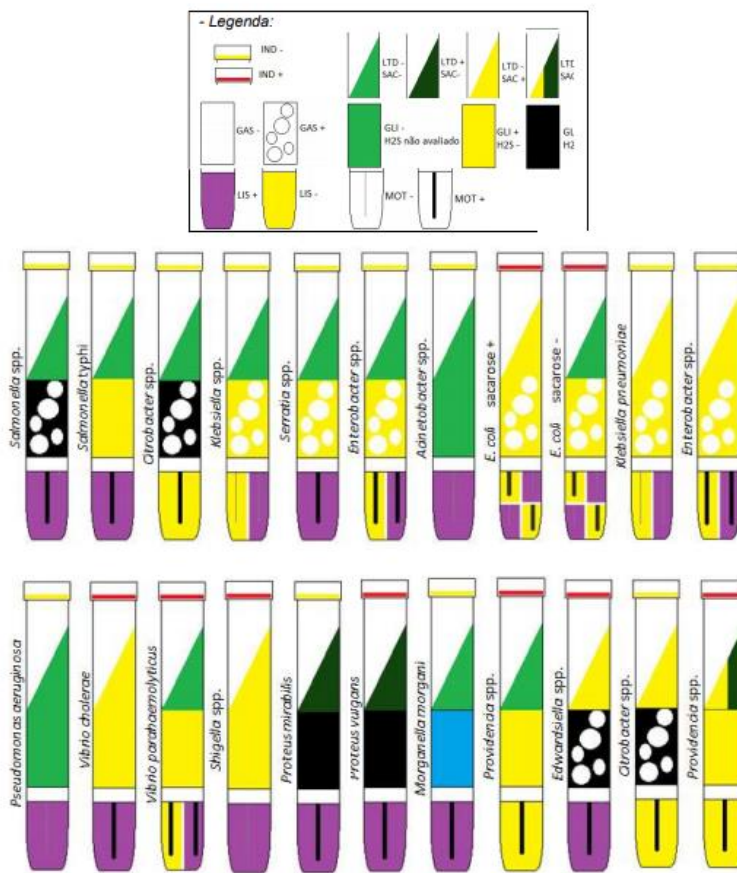 - Legenda:
IND -
IND +
LTD -
SAC-
LTD +
SAC-
LTD -
SAC +
LTD
SAC
GAS -
GAS +
GLI -
H2S não avaliado
GLI +
H2S -
GL
H2
LIS +
LIS -
MOT -
MOT +
Salmonella spp.
Salmonella typhi
Citrobacter spp.
Klebsiella spp.
Serratia spp.
Enterobacter spp.
Acinetobacter spp.
E. coli sacarose +
E. coli sacarose -
Klebsiella pneumoniae
Enterobacter spp.
Pseudomonas aeruginosa
Vibrio cholerae
Vibrio parahaemolyticus
Shigella spp.
Proteus mirabilis
Proteus vulgaris
Morganella morgani
Providencia spp.
Edwardsiella spp.
Citrobacter spp.
Providencia spp.